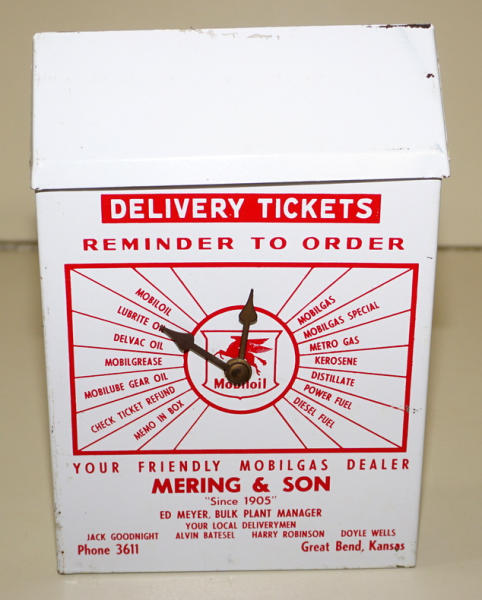 DELIVERY TICKETS
REMINDER TO ORDER
MOBILOIL
LUBRITE OIL
DELVAC OIL
MOBILGREASE
MOBILUBE GEAR OIL
CHECK TICKET REFUND
MEMO IN BOX
Mobiloil
MOBILGAS
MOBILGAS SPECIAL
METRO GAS
KEROSENE
DISTILLATE
POWER FUEL
DIESEL FUEL
YOUR FRIENDLY MOBILGAS DEALER
MERING & SON
"Since 1905"
ED MEYER, BULK PLANT MANAGER
YOUR LOCAL DELIVERYMEN
JACK GOODNIGHT ALVIN BATESEL HARRY ROBINSON DOYLE WELLS
Phone 3611 Great Bend, Kansas